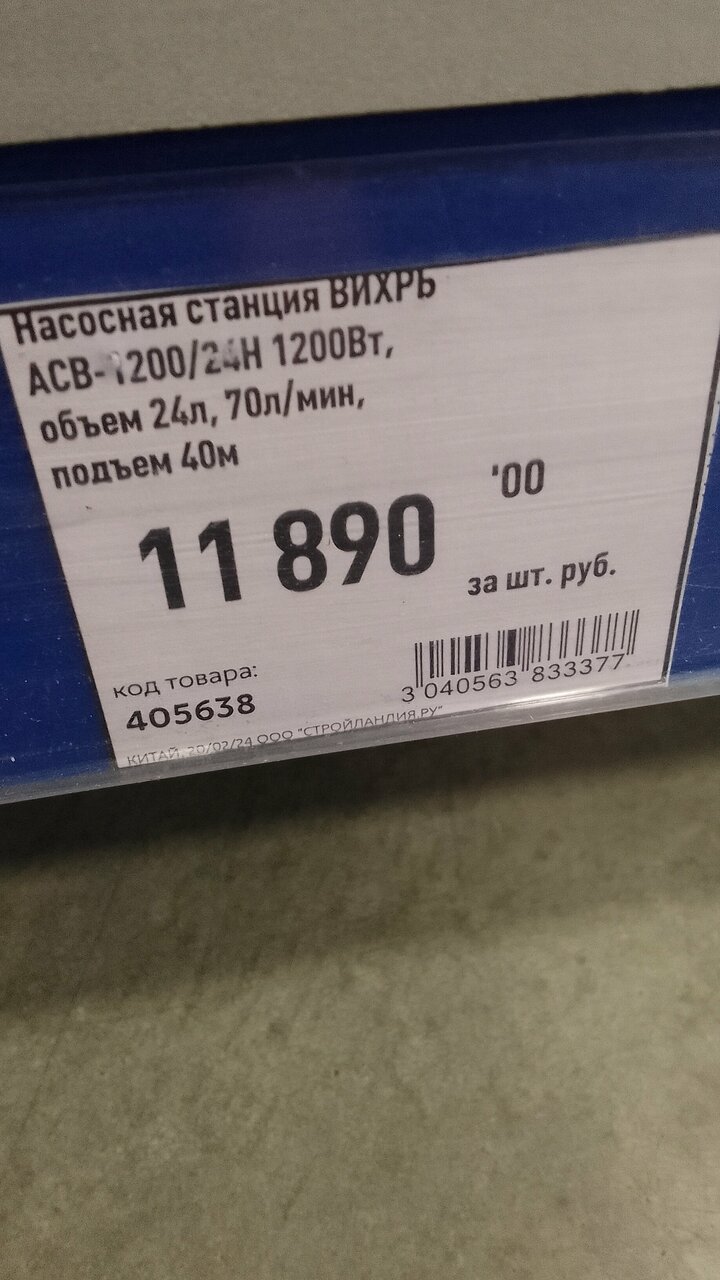 Насосная станция ВИХРЬ
АСВ-1200/24Н 1200Вт,
объем 24л, 70л/мин,
подъем 40м
11 890 '00
за шт. руб.
код товара:
405638
3 040563 833377
КИТАЙ, 20/02/24 ООО "СТРОЙЛАНДИЯ.РУ"